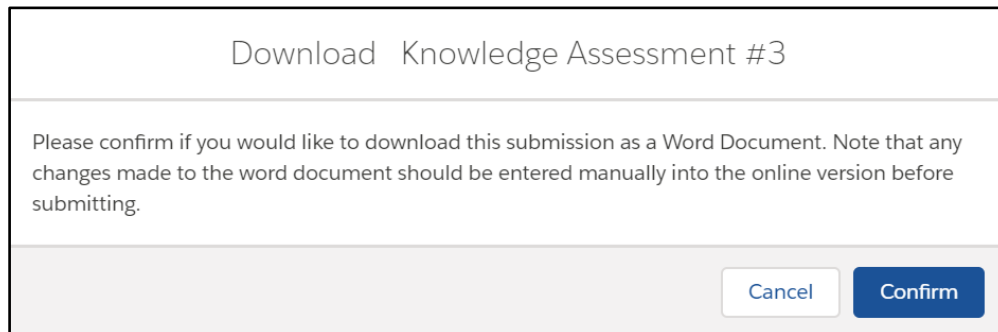 Download Knowledge Assessment #3
Please confirm if you would like to download this submission as a Word Document. Note that any
changes made to the word document should be entered manually into the online version before
submitting.
Cancel Confirm